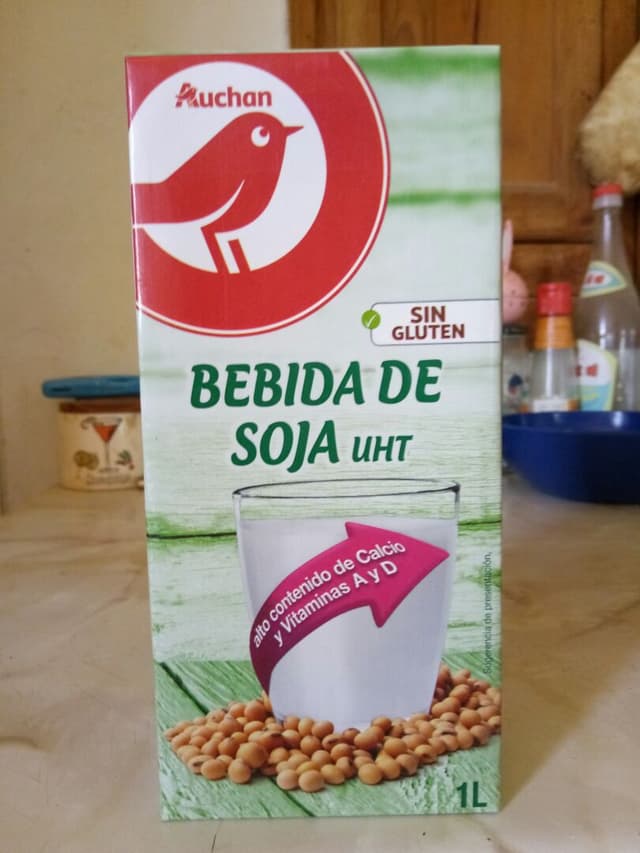 Auchan
SIN
GLUTEN
BEBIDA DE
SOJA UHT
alto contenido de Calcio
y Vitaminas A y D
Sugerencia de presentación.
1L